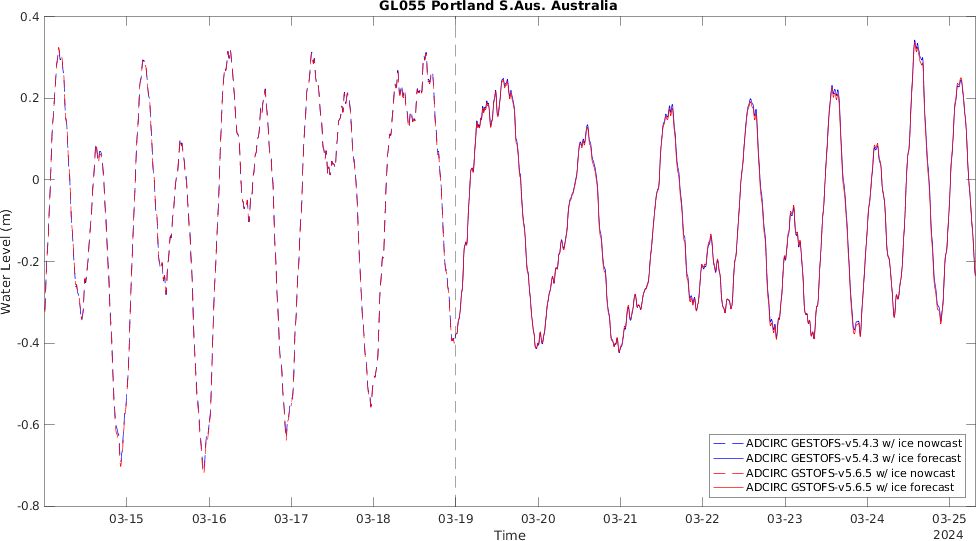 GL055 Portland S.Aus. Australia
0.4
0.2
0
-0.2
-0.4
-0.6
-0.8
Water Level (m)
ADCIRC GESTOFS-v5.4.3 w/ ice nowcast
ADCIRC GESTOFS-v5.4.3 w/ ice forecast
ADCIRC GSTOFS-v5.6.5 w/ ice nowcast
ADCIRC GSTOFS-v5.6.5 w/ ice forecast
03-15 03-16 03-17 03-18 03-19 03-20 03-21 03-22 03-23 03-24 03-25
2024
Time